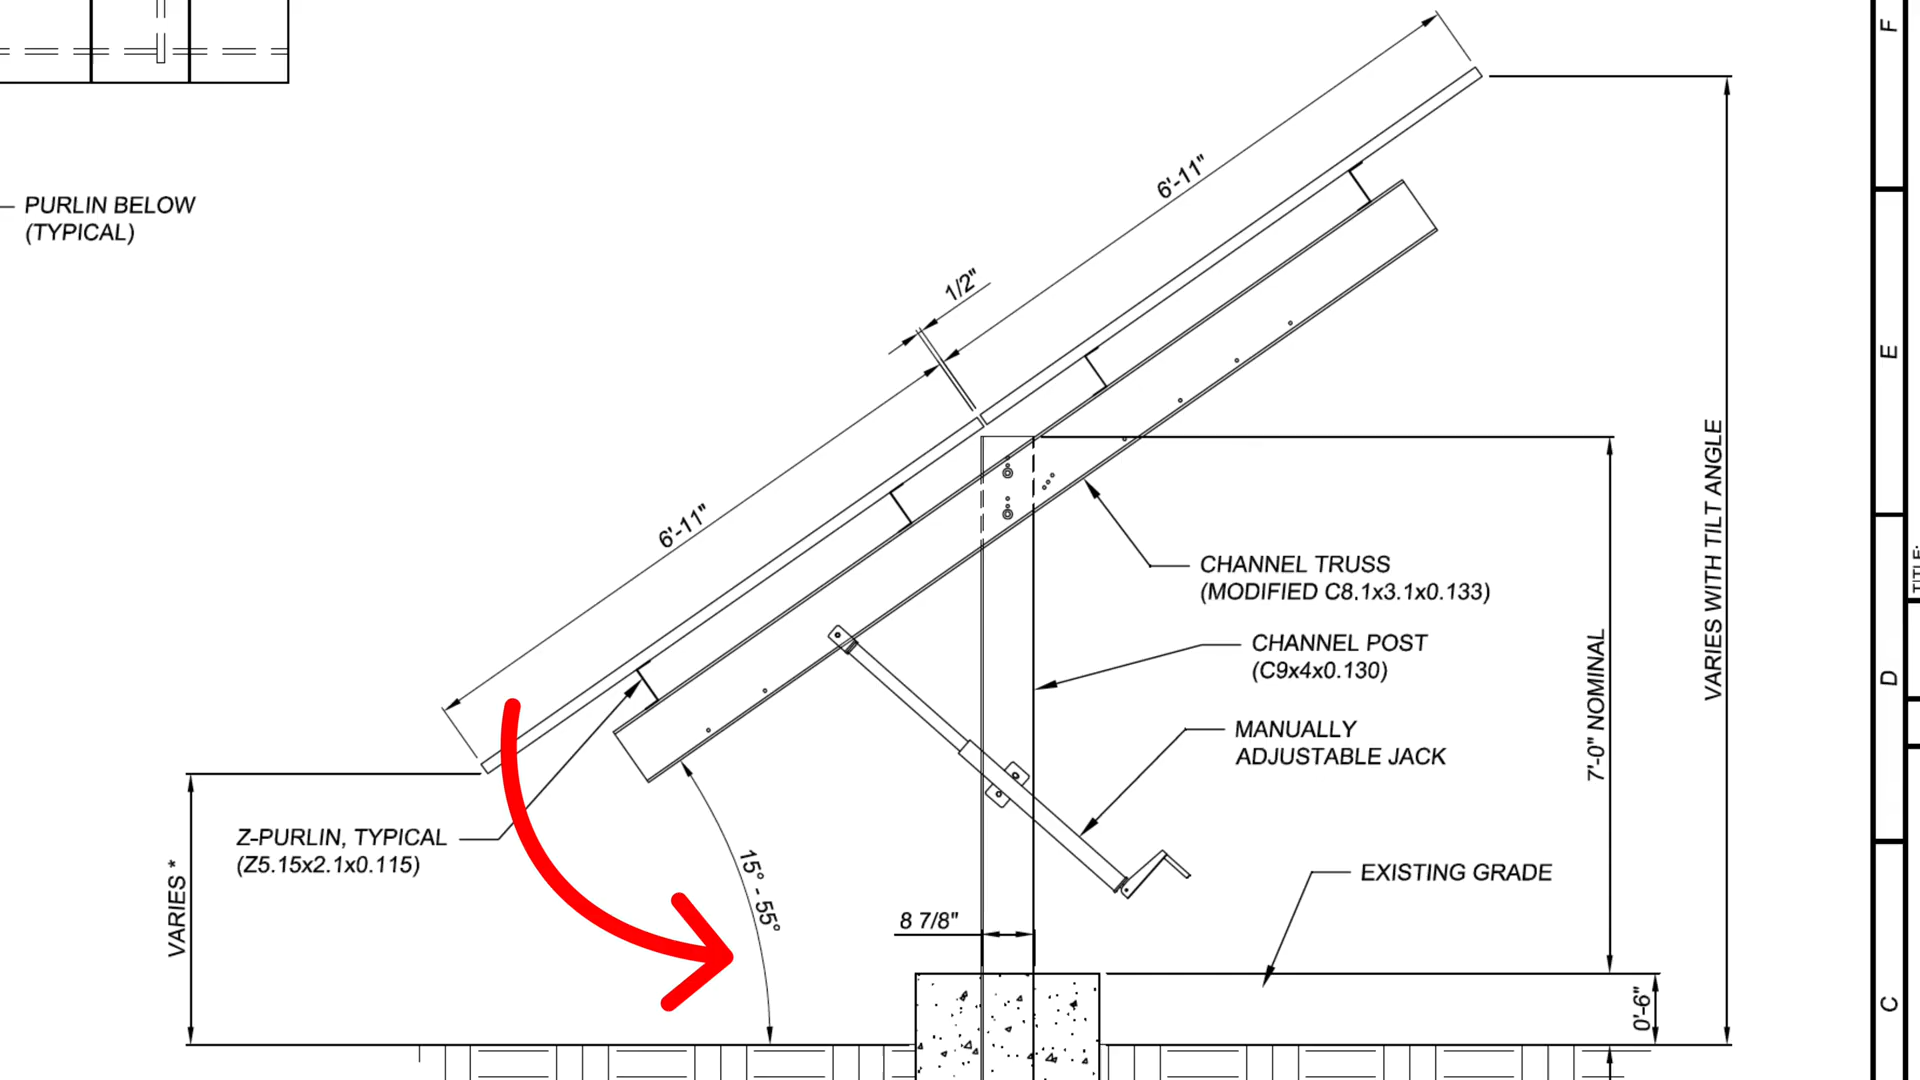 F
PURLIN BELOW
(TYPICAL)
6'-11"
1/2"
E
6'-11"
VARIES WITH TILT ANGLE
CHANNEL TRUSS
(MODIFIED C8.1x3.1x0.133)
TITLE:
CHANNEL POST
(C9x4x0.130)
D
7'-0" NOMINAL
MANUALLY
ADJUSTABLE JACK
Z-PURLIN, TYPICAL
(Z5.15x2.1x0.115)
15° - 55°
EXISTING GRADE
VARIES *
8 7/8"
0'-6"
C